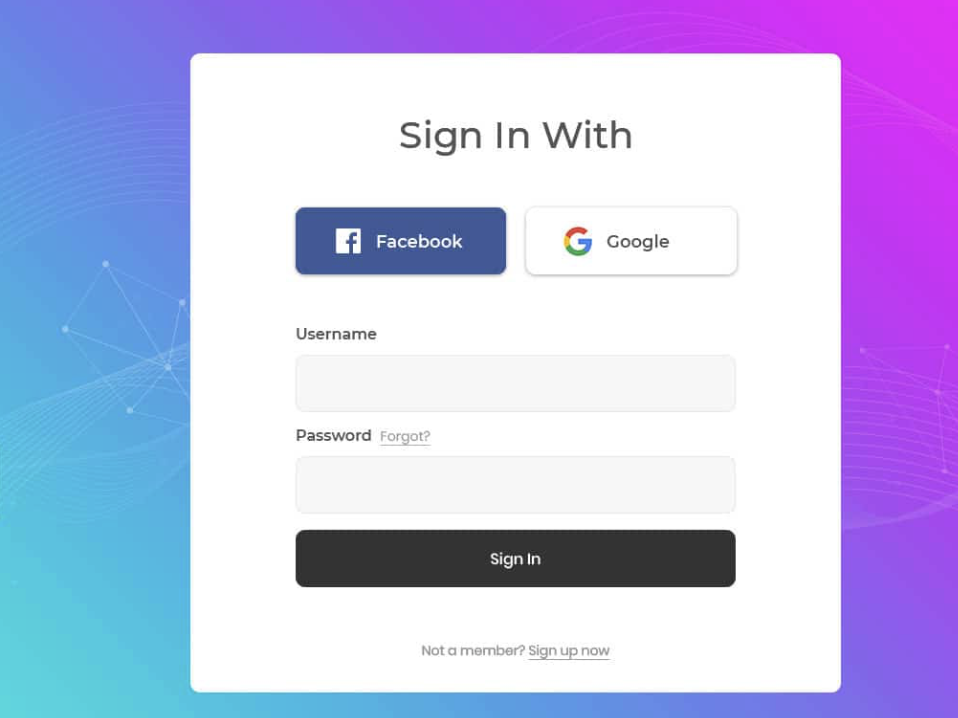 Sign In With
Facebook
Google
Username
Password Forgot?
Sign In
Not a member? Sign up now